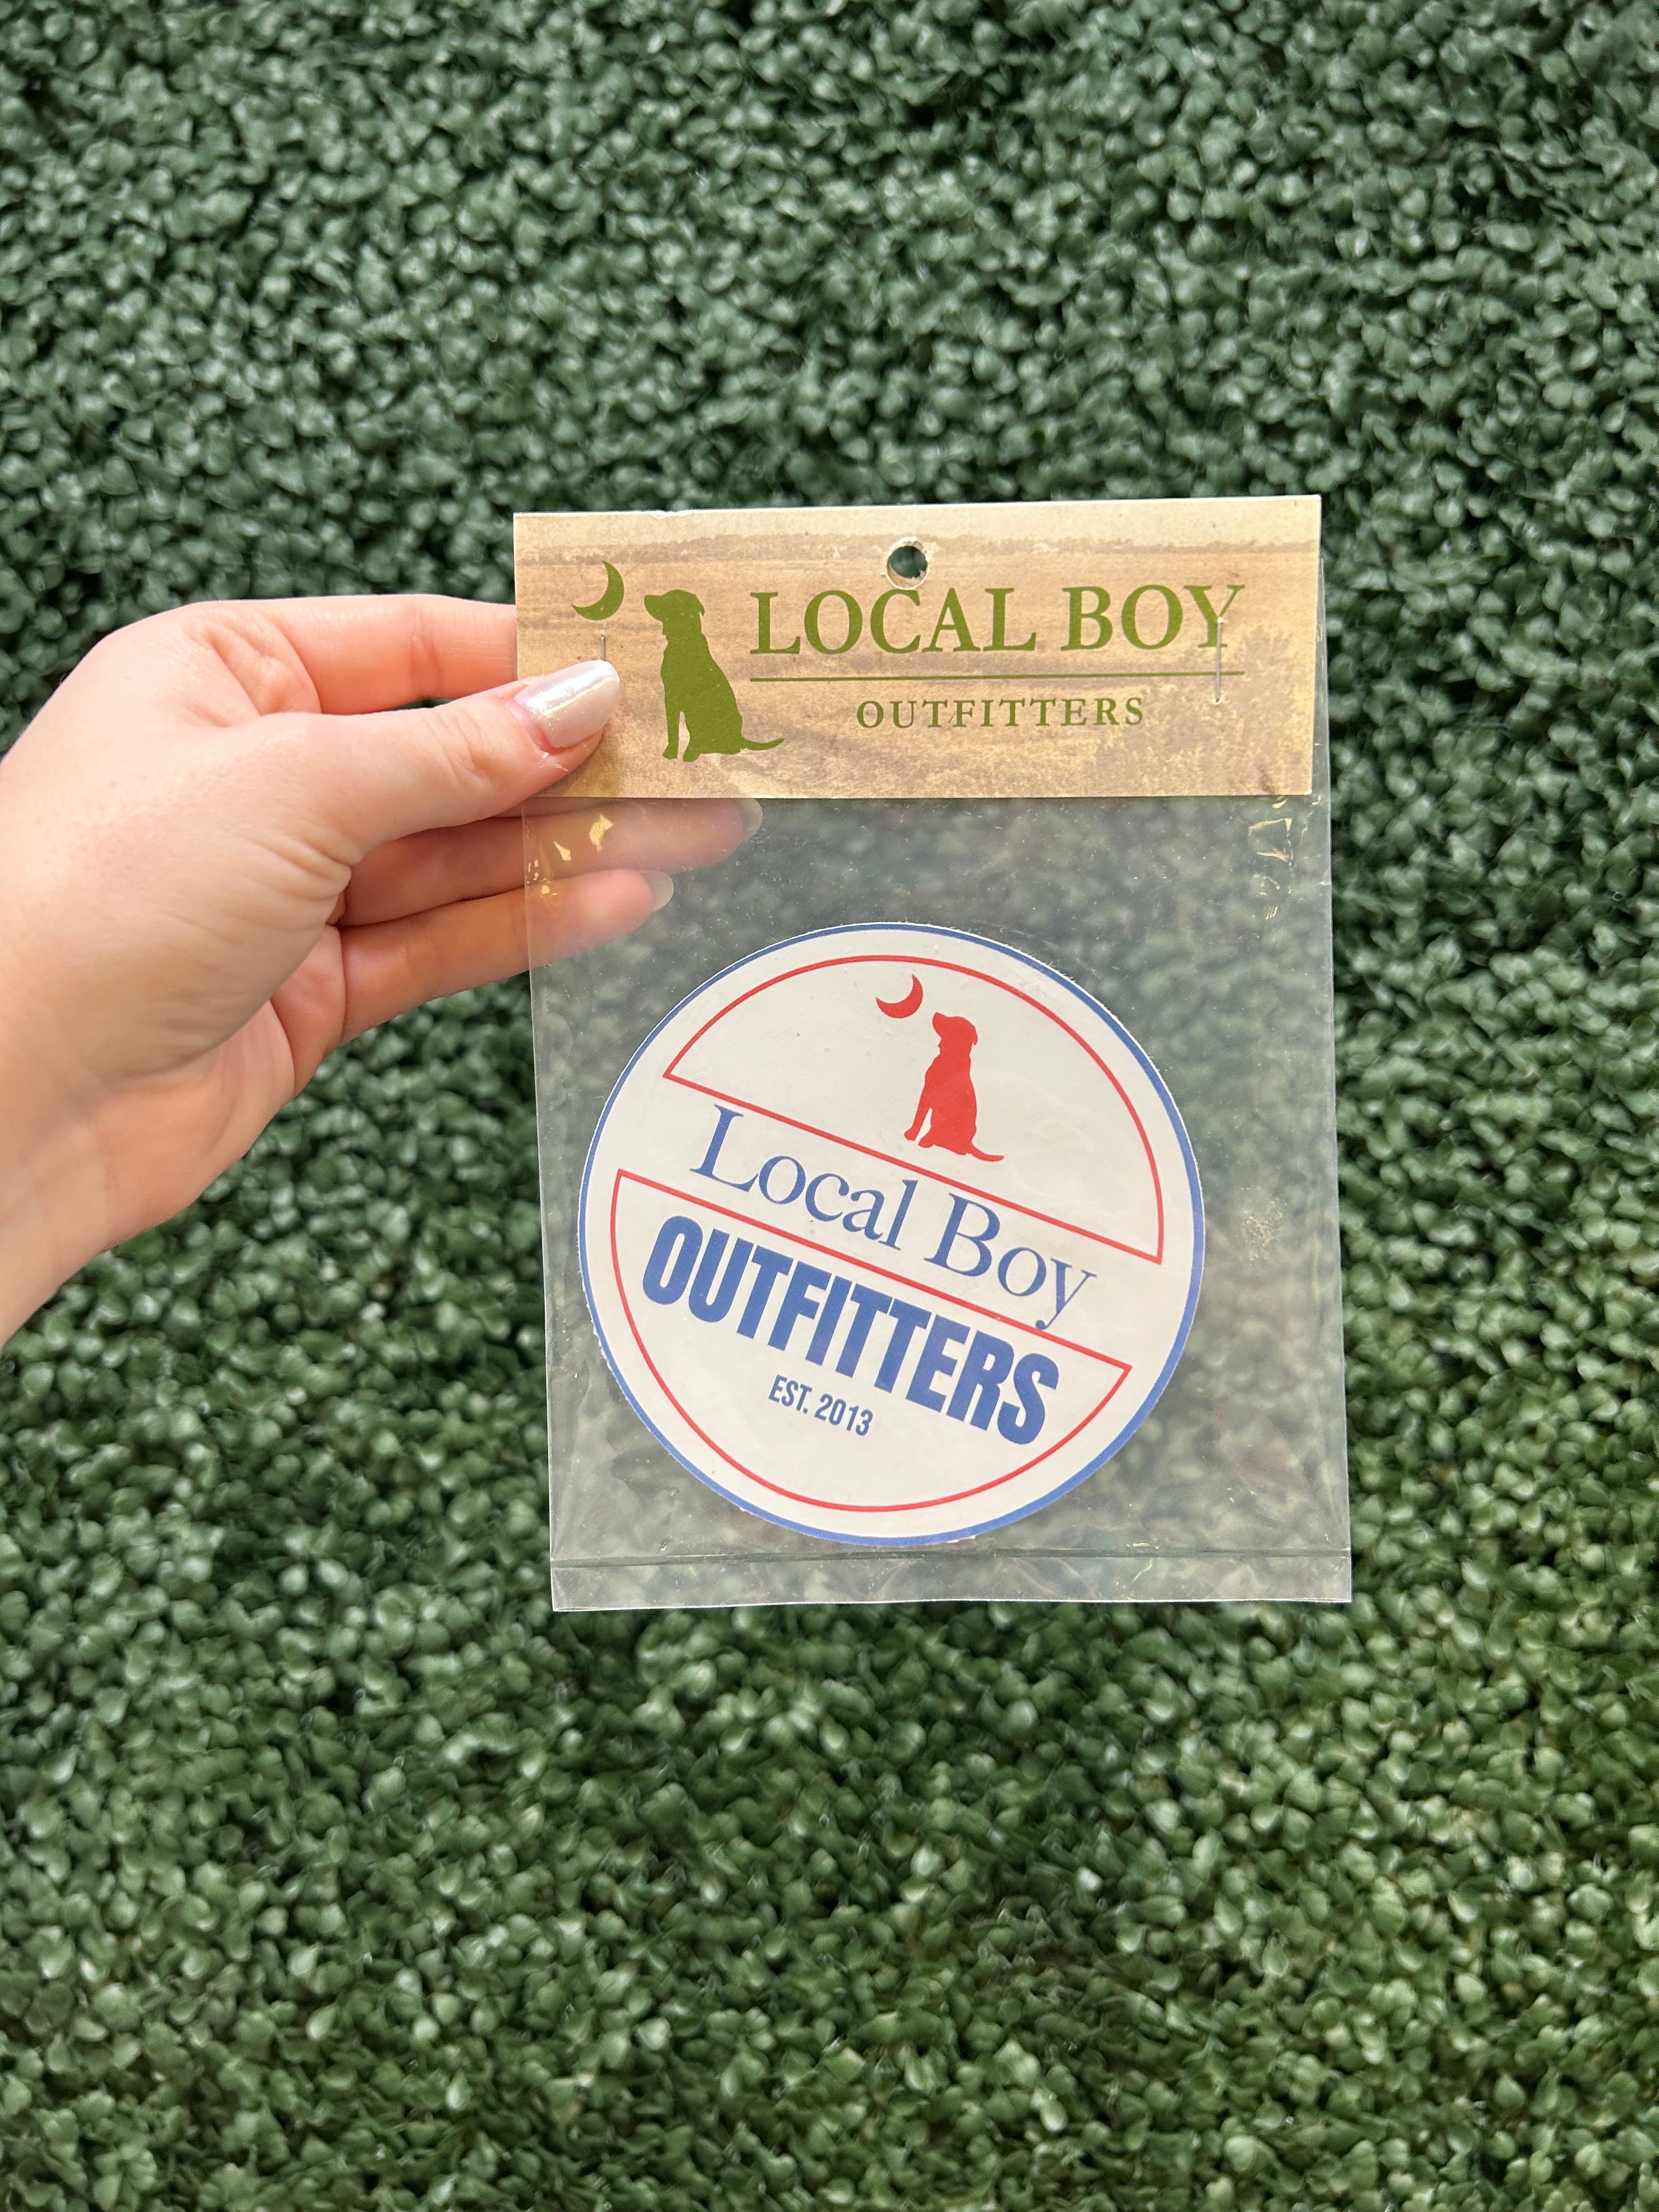 LOCAL BOY
OUTFITTERS
Local Boy
OUTFITTERS
EST. 2013